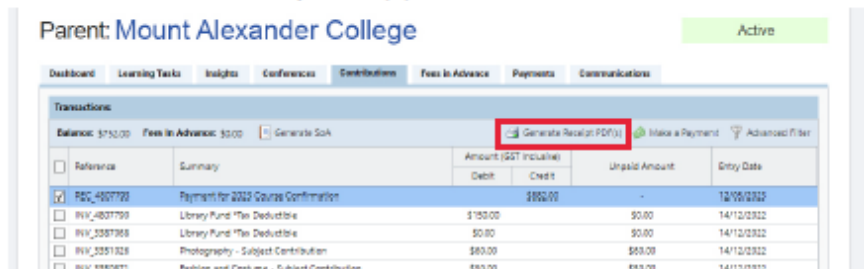 Parent: Mount Alexander College Active
Dashboard Learning Tasks Insights Conferences Contributions Fees in Advance Payments Communications
Transactions
Balance: $752.00 Fees in Advance: $0.00 Generate SoA Generate Receipt PDF(s) Make a Payment Advanced Filter
Reference Summary Amount (GST Inclusive) Unpaid Amount Entry Date
Debit Credit
Payment for 2023 Course Confirmation -
Library Fund *Tax Deductible $150.00 $0.00 14/12/2022
Library Fund *Tax Deductible $0.00 $0.00 14/12/2022
Photography - Subject Contribution $60.00 $60.00 14/12/2022
- Subject Contribution